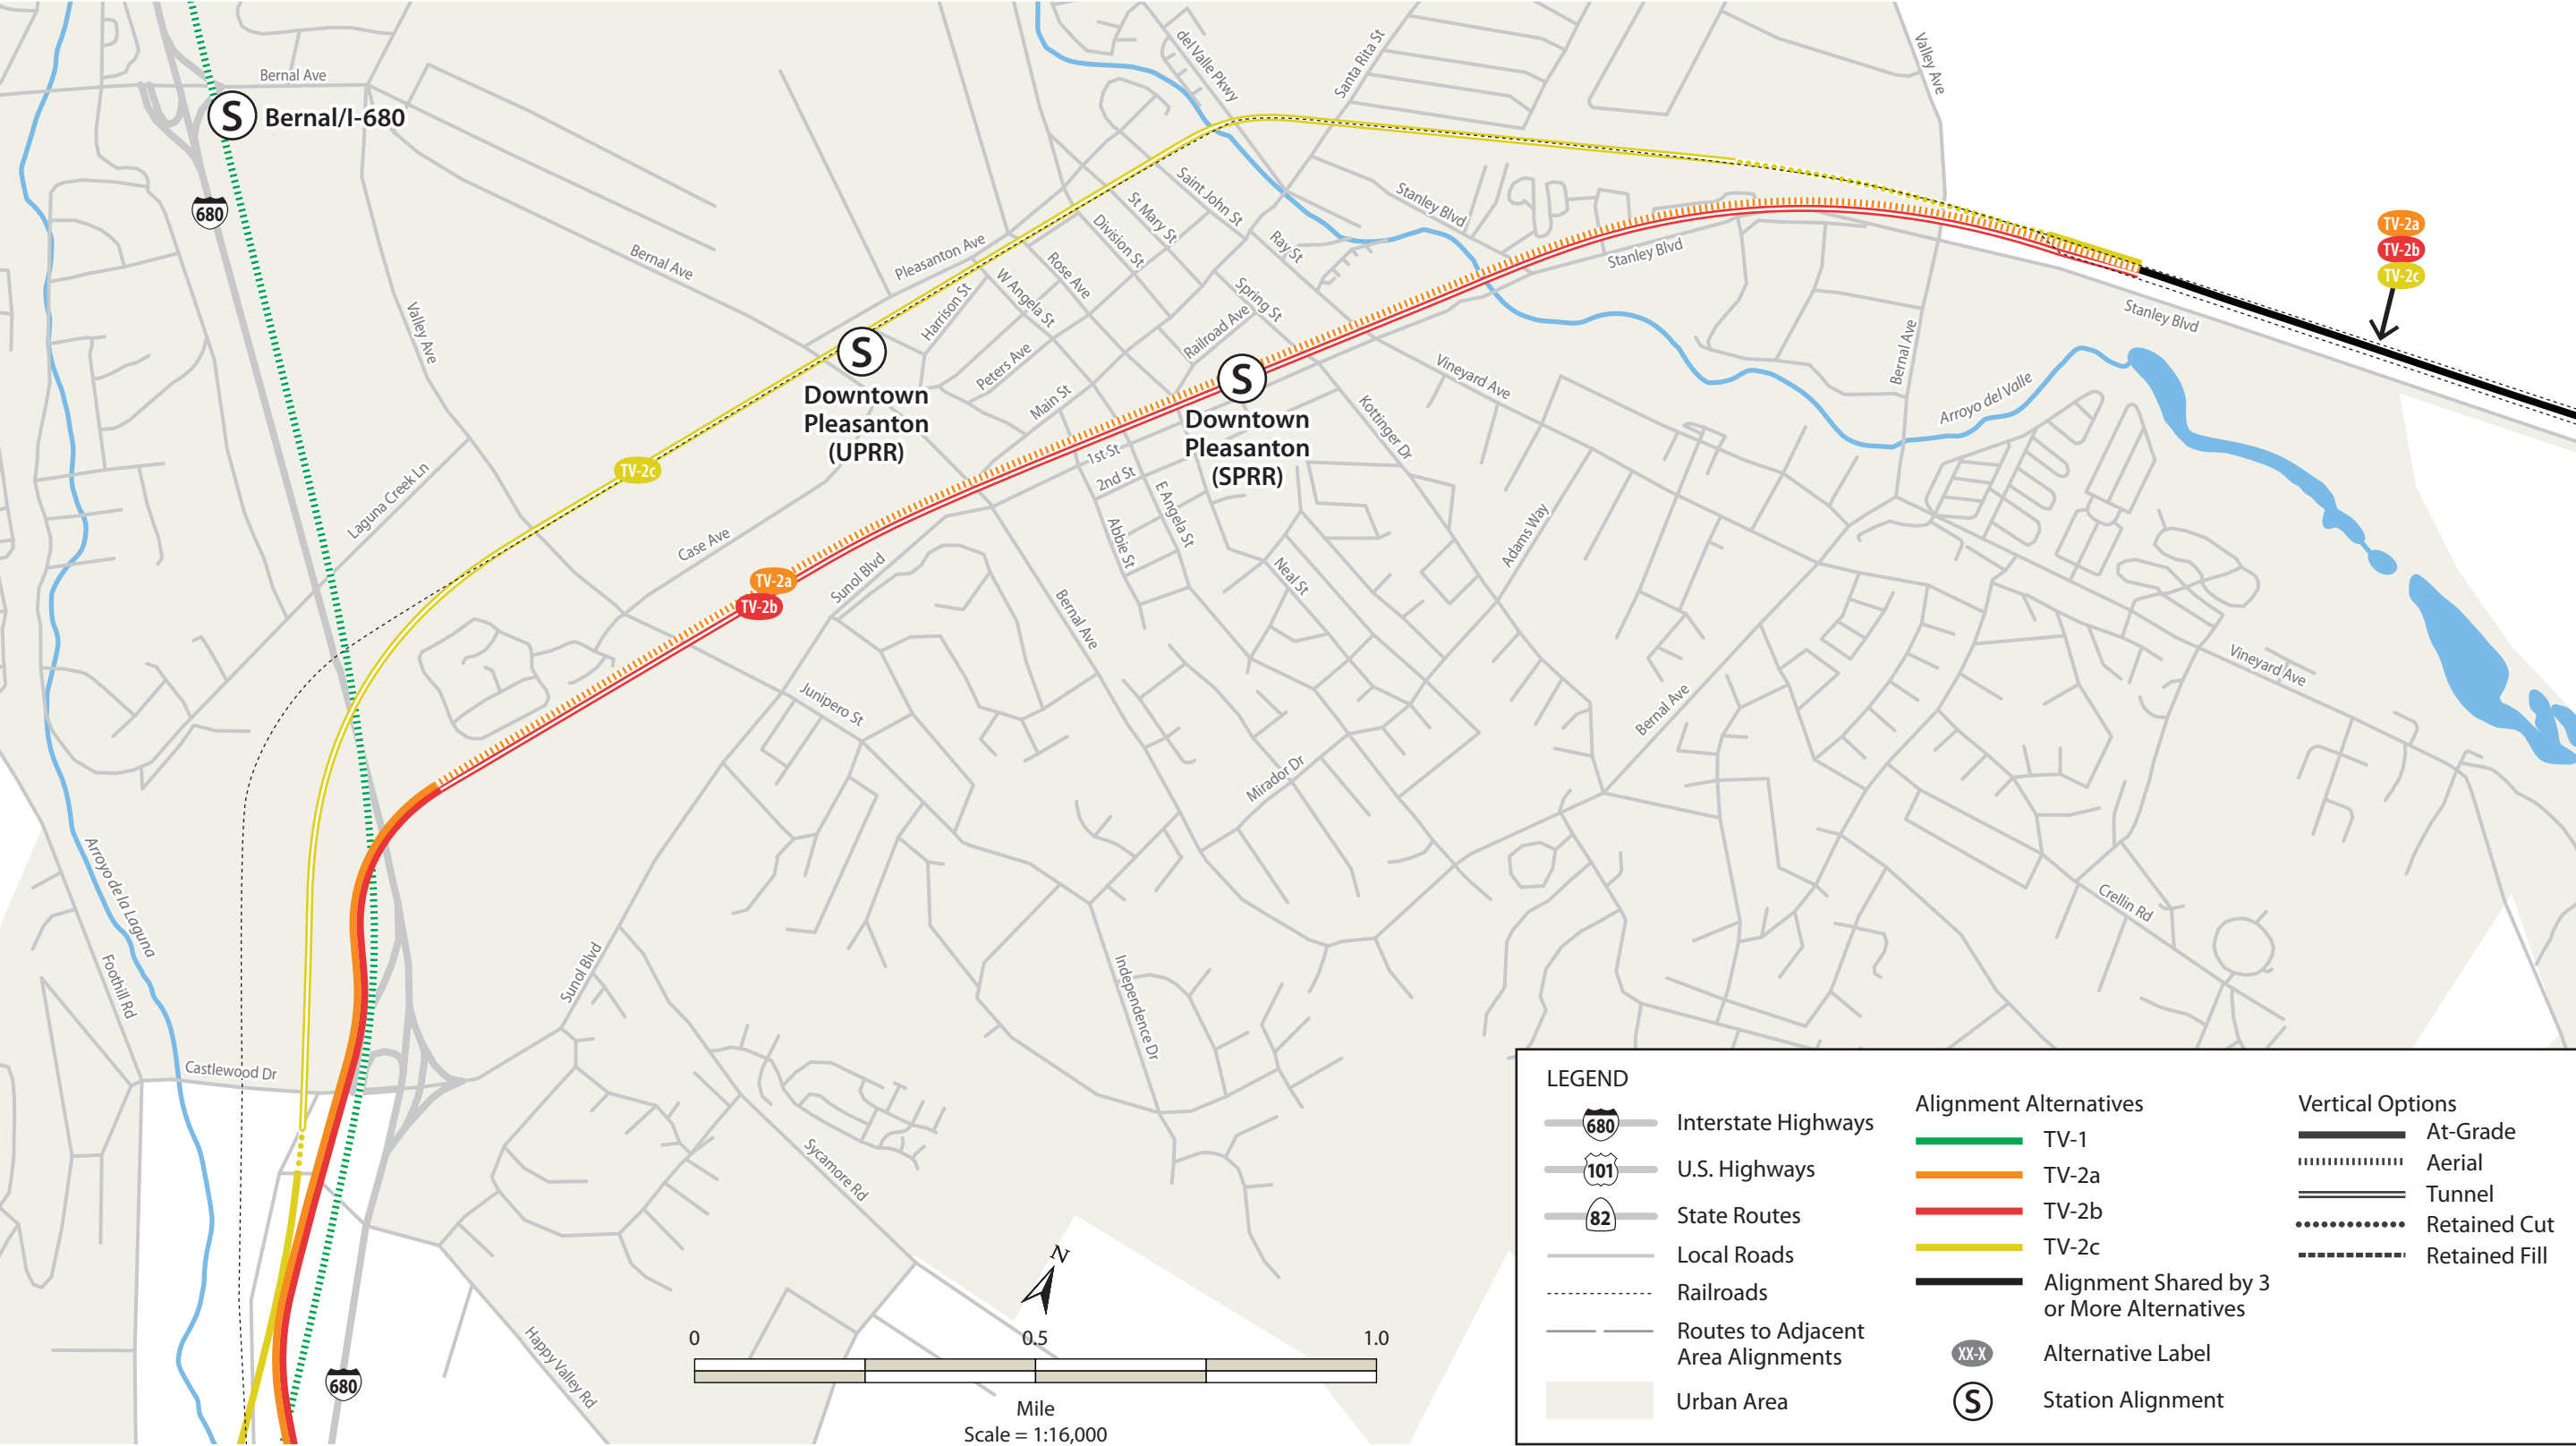 Bernal Ave
S
Bernal/I-680
680
del Valle Pkwy
Santa Rita St
Valley Ave
Saint John St
St Mary St
Division St
Stanley Blvd
Ray St
Pleasanton Ave
Bernal Ave
Rose Ave
W Angela St
Harrison St
Spring St
Railroad Ave
Stanley Blvd
TV-2a
TV-2b
TV-2c
Stanley Blvd
Valley Ave
S
Downtown
Pleasanton
(UPRR)
Peters Ave
Main St
S
Downtown
Pleasanton
(SPRR)
Vineyard Ave
Kottinger Dr
Bernal Ave
Arroyo del Valle
TV-2c
Laguna Creek Ln
1st St
2nd St
Abbie St
E Angela St
Neal St
Adams Way
Case Ave
TV-2a
TV-2b
Sunol Blvd
Bernal Ave
Junipero St
Mirador Dr
Bernal Ave
Vineyard Ave
Arroyo de la Laguna
Foothill Rd
Sunol Blvd
Independence Dr
Crellin Rd
Castlewood Dr
Sycamore Rd
Happy Valley Rd
680
N
0
0.5
1.0
Mile
Scale = 1:16,000
LEGEND
680
Interstate Highways
101
U.S. Highways
82
State Routes
Local Roads
Railroads
Routes to Adjacent
Area Alignments
Urban Area
Alignment Alternatives
TV-1
TV-2a
TV-2b
TV-2c
Alignment Shared by 3
or More Alternatives
XX-X
Alternative Label
S
Station Alignment
Vertical Options
At-Grade
Aerial
Tunnel
Retained Cut
Retained Fill